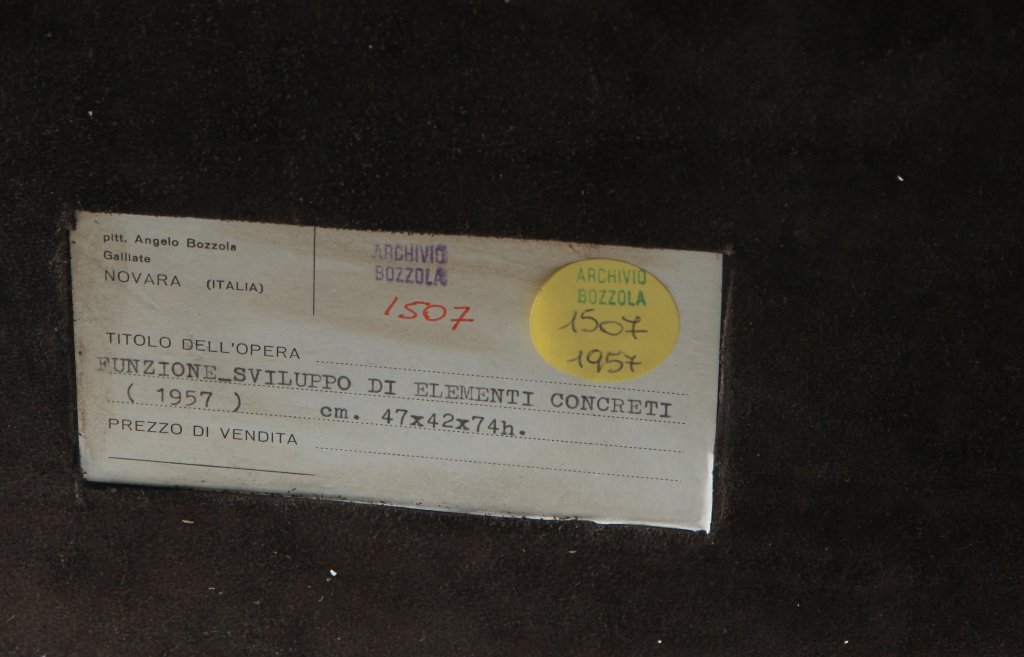 pitt. Angelo Bozzola
Galliate
NOVARA (ITALIA)
ARCHIVIO
BOZZOLA
1507
ARCHIVIO
BOZZOLA
1507
1957
TITOLO DELL'OPERA
FUNZIONE_SVILUPPO DI ELEMENTI CONCRETI
( 1957 ) cm. 47x42x74h.
PREZZO DI VENDITA